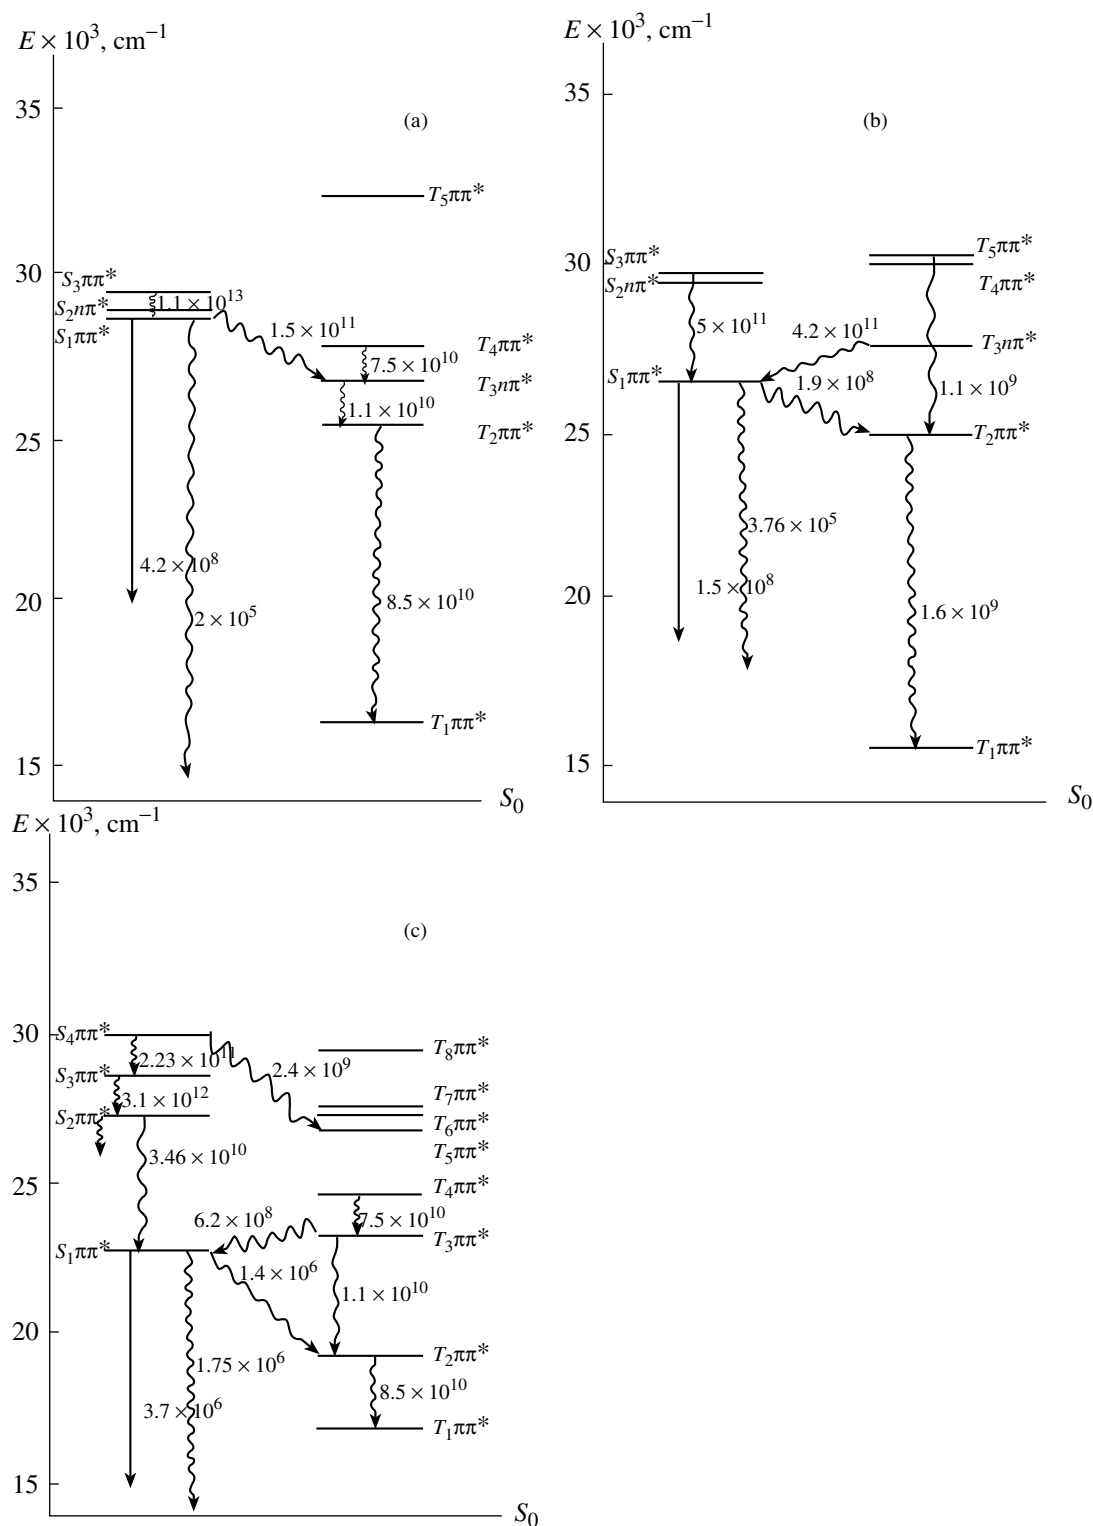 E × 10³, cm⁻¹
35
(a)
T₅ππ*
30
S₃ππ*
1.1 × 10¹³
S₂nπ*
S₁ππ*
1.5 × 10¹¹
T₄ππ*
7.5 × 10¹⁰
T₃nπ*
1.1 × 10¹⁰
T₂ππ*
25
4.2 × 10⁸
20
2 × 10⁵
8.5 × 10¹⁰
T₁ππ*
15
S₀
E × 10³, cm⁻¹
35
(b)
T₅ππ*
S₃ππ*
30
T₄ππ*
S₂nπ*
5 × 10¹¹
4.2 × 10¹¹
T₃nπ*
S₁ππ*
1.9 × 10⁸
1.1 × 10⁹
25
T₂ππ*
3.76 × 10⁵
1.5 × 10⁸
20
1.6 × 10⁹
T₁ππ*
15
S₀
E × 10³, cm⁻¹
35
(c)
30
S₄ππ*
2.23 × 10¹¹
2.4 × 10⁹
T₈ππ*
S₃ππ*
3.1 × 10¹²
T₇ππ*
S₂ππ*
T₆ππ*
3.46 × 10¹⁰
T₅ππ*
25
T₄ππ*
6.2 × 10⁸
7.5 × 10¹⁰
T₃ππ*
S₁ππ*
1.4 × 10⁶
1.1 × 10¹⁰
20
T₂ππ*
1.75 × 10⁶
8.5 × 10¹⁰
3.7 × 10⁶
T₁ππ*
15
S₀